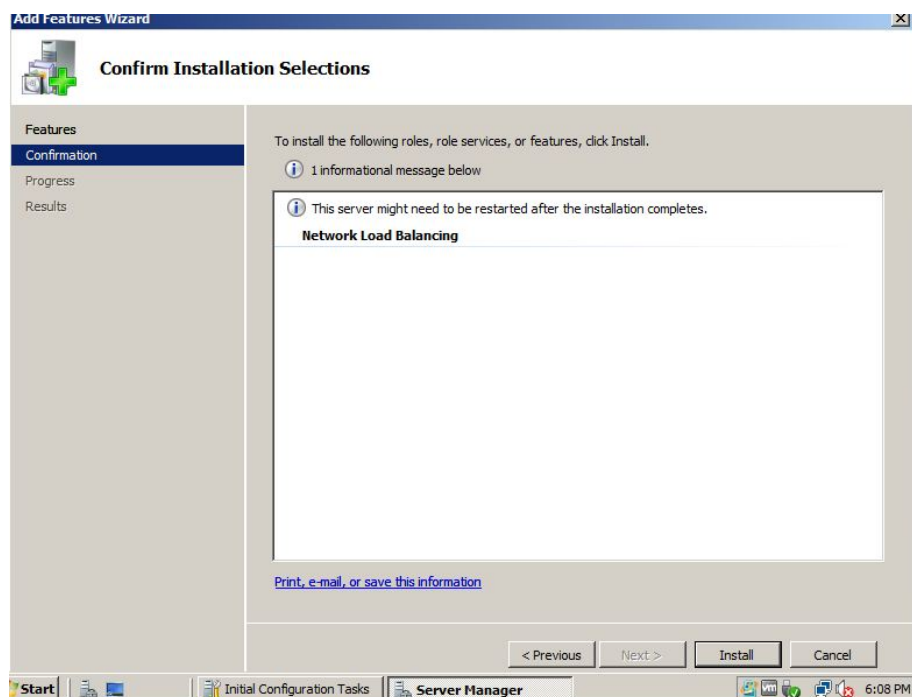 Add Features Wizard
Confirm Installation Selections
Features
Confirmation
Progress
Results
To install the following roles, role services, or features, click Install.
1 informational message below
This server might need to be restarted after the installation completes.
Network Load Balancing
Print, e-mail, or save this information
< Previous
Next >
Install
Cancel
Start
Initial Configuration Tasks
Server Manager
vm
6:08 PM